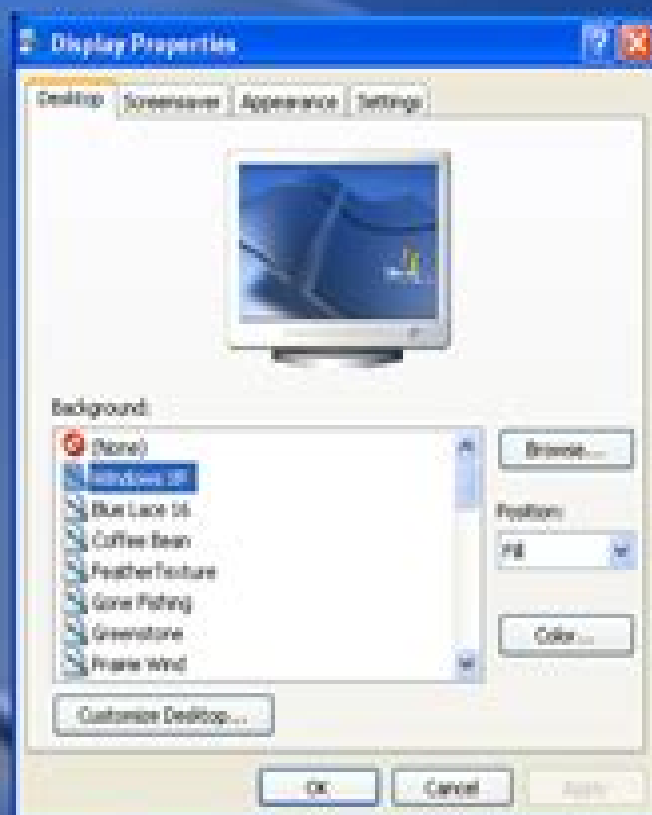 Display Properties
Desktop Screensaver Appearance Settings
Background:
(None)
Windows XP
Blue Lace 16
Coffee Bean
FeatherTexture
Gone Fishing
Greenstone
Prairie Wind
Browse...
Position:
Fill
Color...
Customize Desktop...
OK Cancel Apply